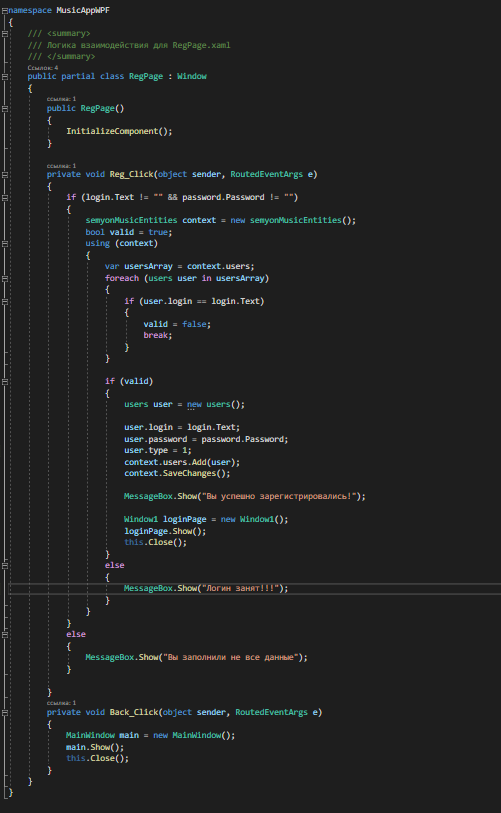 namespace MusicAppWPF
{
/// <summary>
/// Логика взаимодействия для RegPage.xaml
/// </summary>
Ссылок: 4
public partial class RegPage : Window
{
ссылка: 1
public RegPage()
{
InitializeComponent();
}
ссылка: 1
private void Reg_Click(object sender, RoutedEventArgs e)
{
if (login.Text != "" && password.Password != "")
{
semyonMusicEntities context = new semyonMusicEntities();
bool valid = true;
using (context)
{
var usersArray = context.users;
foreach (users user in usersArray)
{
if (user.login == login.Text)
{
valid = false;
break;
}
}
if (valid)
{
users user = new users();
user.login = login.Text;
user.password = password.Password;
user.type = 1;
context.users.Add(user);
context.SaveChanges();
MessageBox.Show("Вы успешно зарегистрировались!");
Window1 loginPage = new Window1();
loginPage.Show();
this.Close();
}
else
{
MessageBox.Show("Логин занят!!!");
}
}
}
else
{
MessageBox.Show("Вы заполнили не все данные");
}
}
ссылка: 1
private void Back_Click(object sender, RoutedEventArgs e)
{
MainWindow main = new MainWindow();
main.Show();
this.Close();
}
}
}